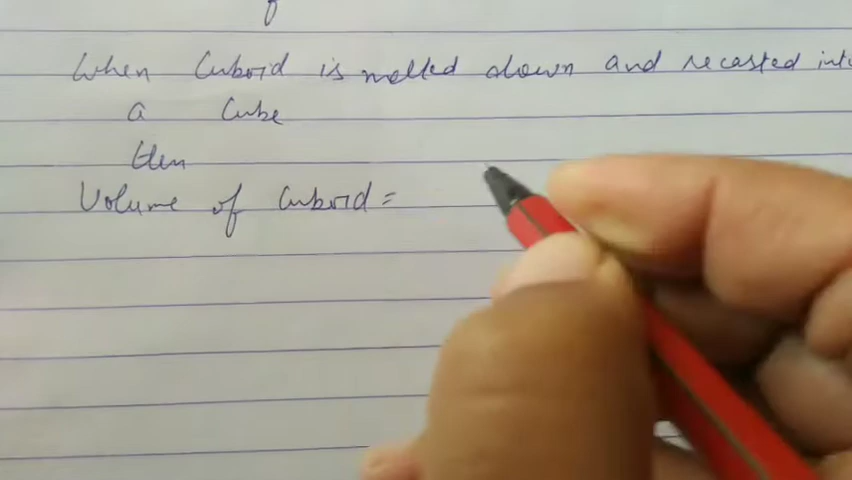 When Cuboid is melted down and recasted into
a Cube
then
Volume of Cuboid =